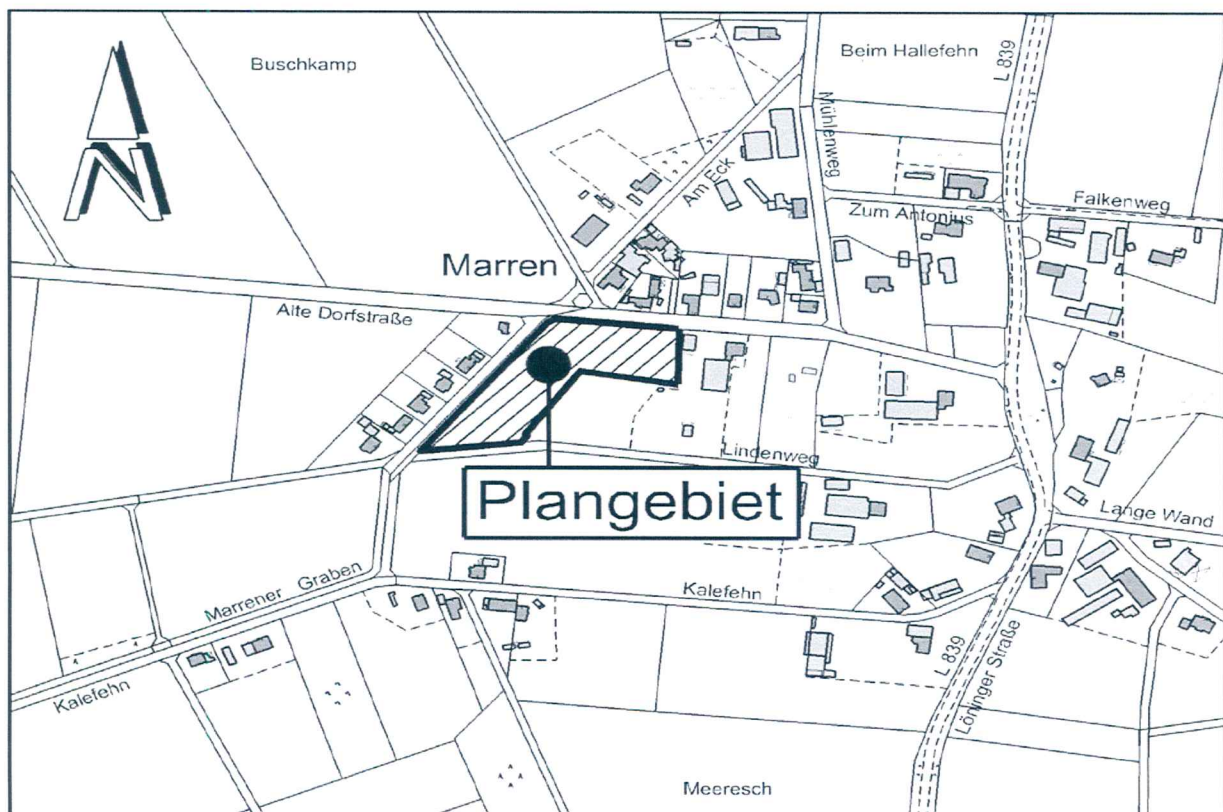 Buschkamp
Beim Hallefehn
L 839
N
Mühlenweg
Am Eck
Zum Antonius
Falkenweg
Marren
Alte Dorfstraße
Lindenweg
Plangebiet
Lange Wand
Marrener Graben
Kalefehn
Kalefehn
L 839
Löninger Straße
Meeresch